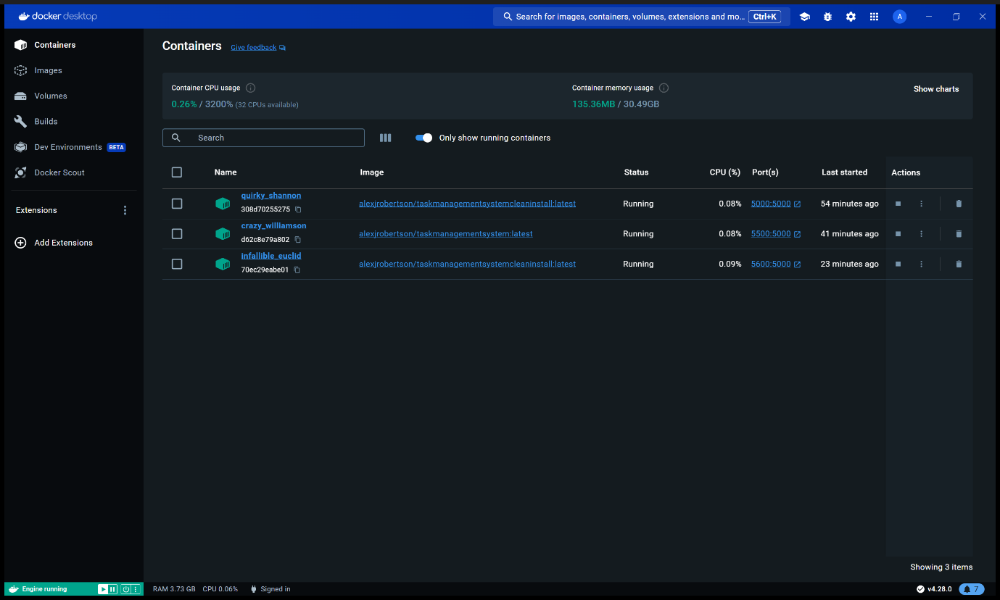 docker desktop
Search for images, containers, volumes, extensions and mo... Ctrl+K
A
Containers
Images
Volumes
Builds
Dev Environments BETA
Docker Scout
Extensions
Add Extensions
Containers Give feedback
Container CPU usage
0.26% / 3200% (32 CPUs available)
Container memory usage
135.36MB / 30.49GB
Show charts
Search
Only show running containers
Name Image Status CPU (%) Port(s) Last started Actions
quirky_shannon
308d70255275
alexjrobertson/taskmanagementsystemcleaninstall:latest Running 0.08% 5000:5000 54 minutes ago
crazy_williamson
d62c8e79a802
alexjrobertson/taskmanagementsystem:latest Running 0.08% 5500:5000 41 minutes ago
infallible_euclid
70ec29eabe01
alexjrobertson/taskmanagementsystemcleaninstall:latest Running 0.09% 5600:5000 23 minutes ago
Showing 3 items
Engine running
RAM 3.73 GB CPU 0.06% Signed in
v4.28.0
7